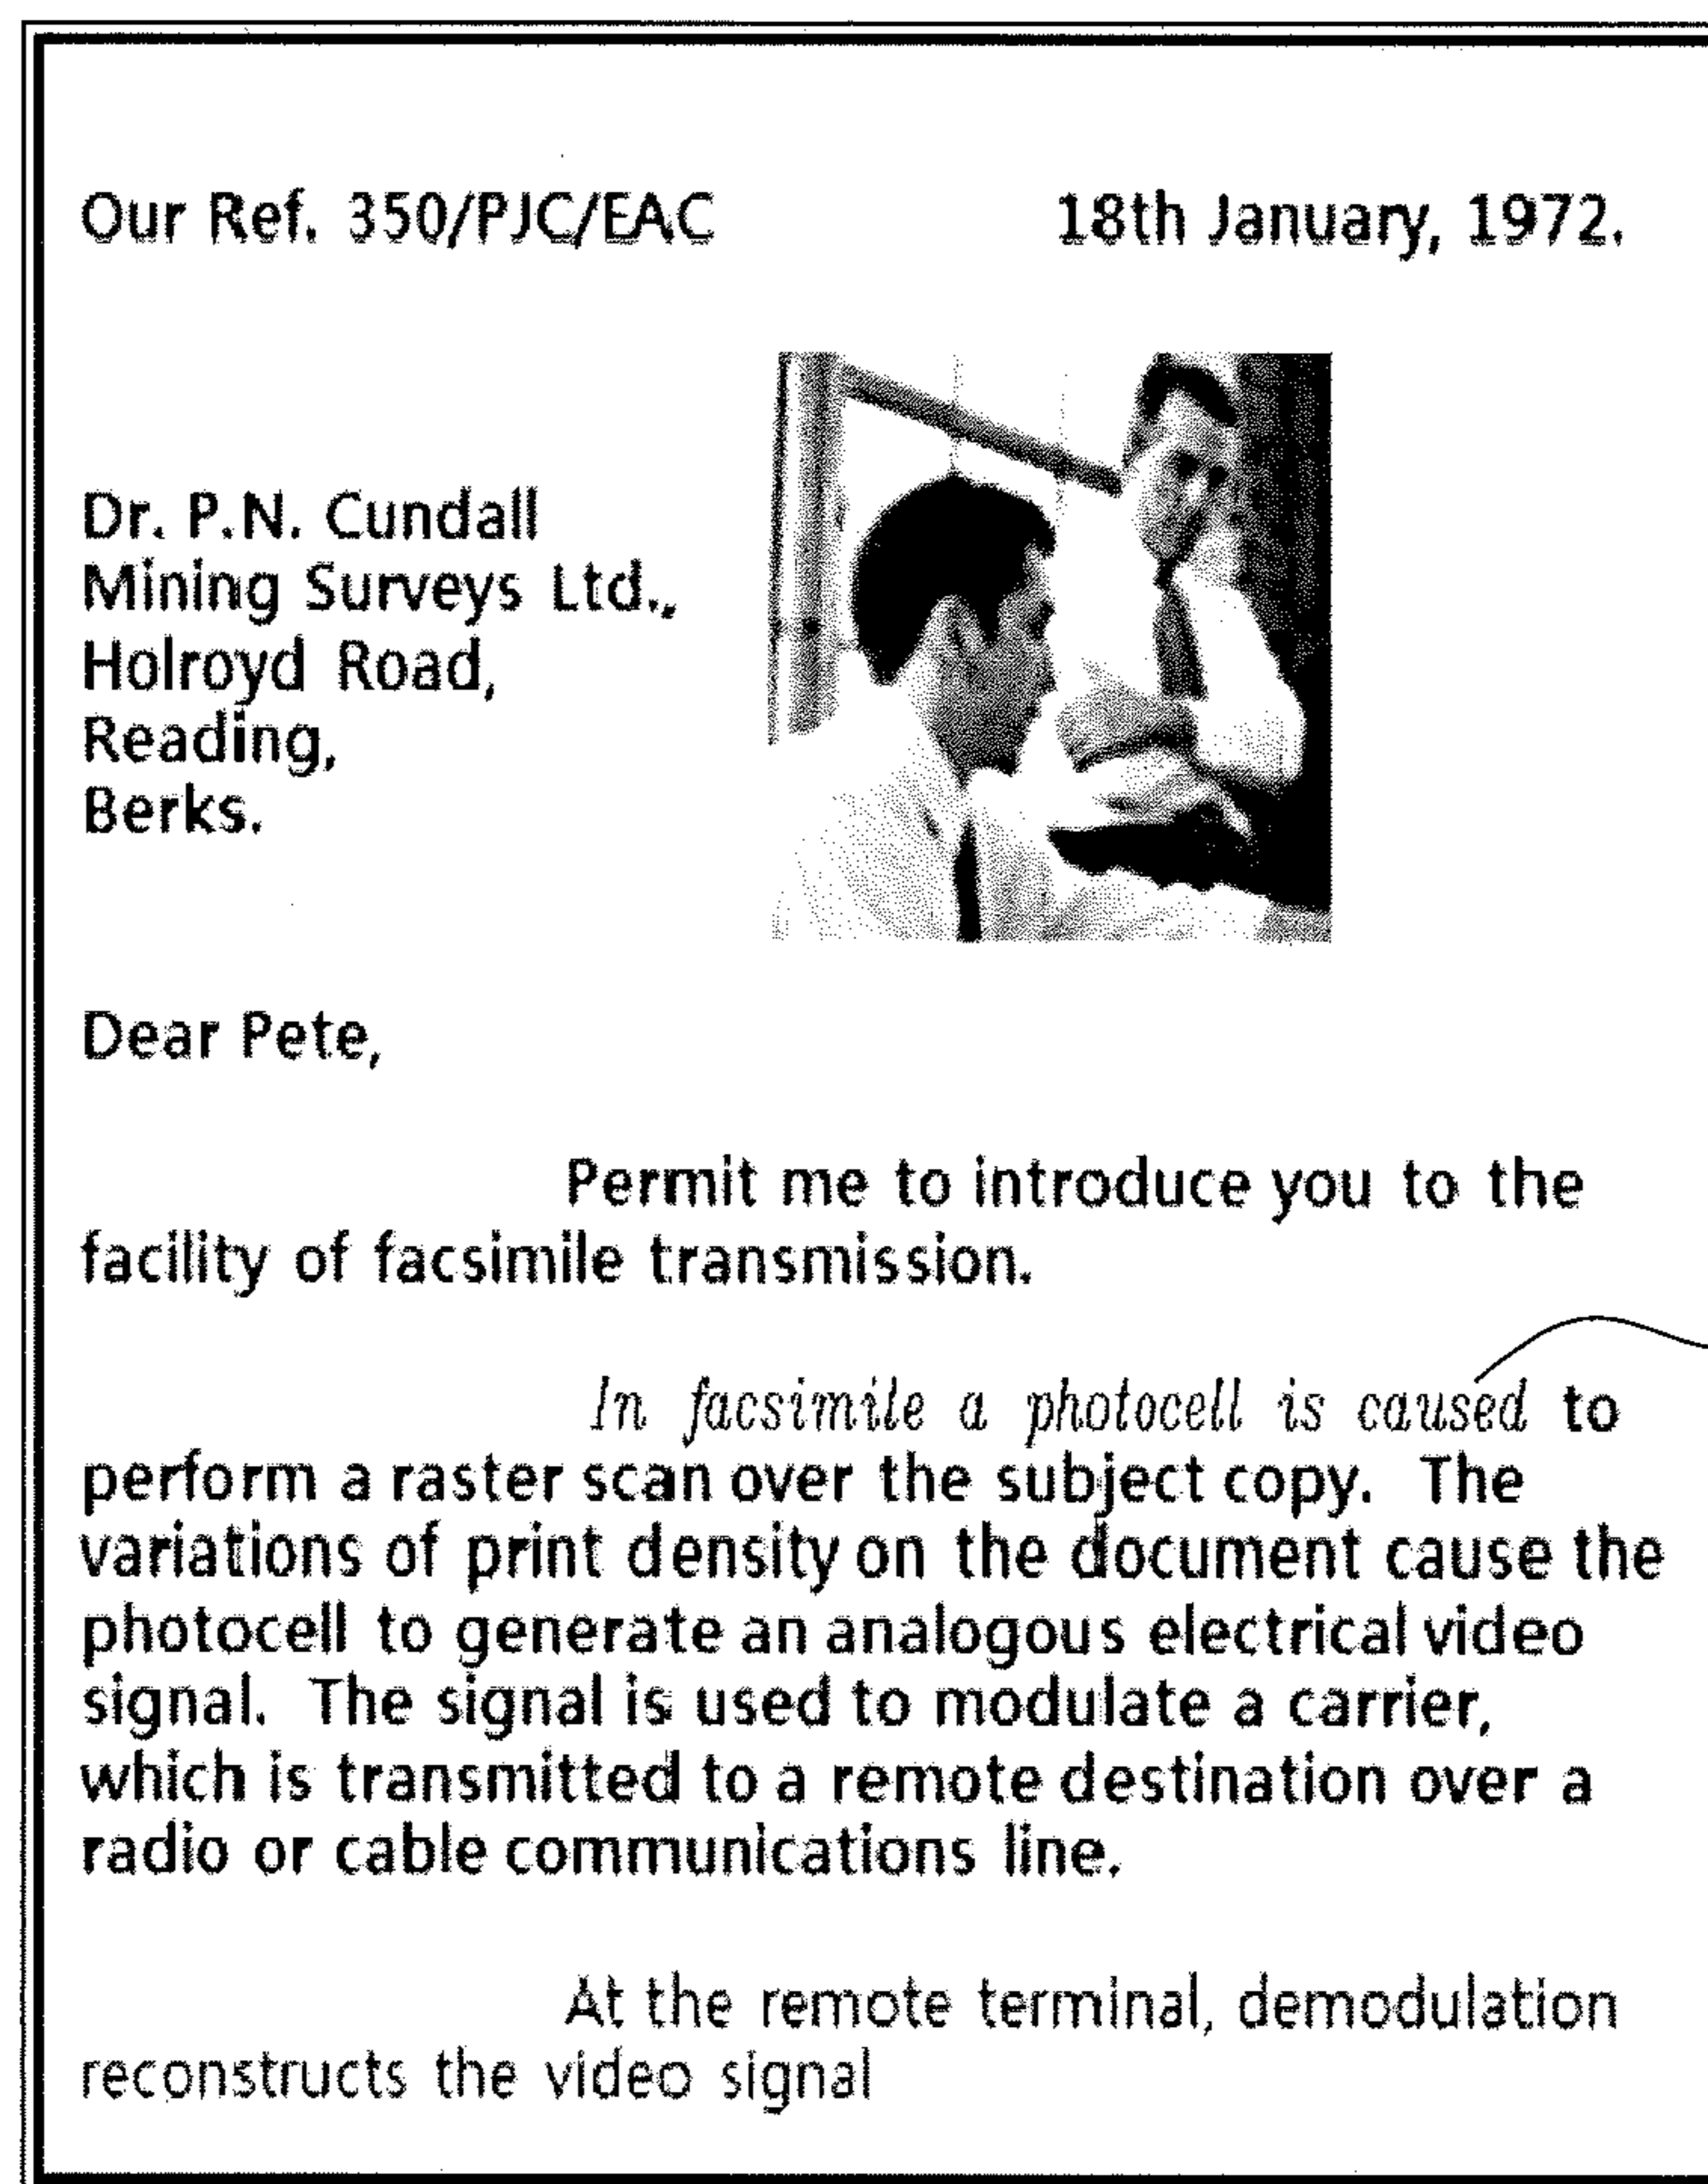 Our Ref. 350/PJC/EAC 18th January, 1972.
Dr. P.N. Cundall
Mining Surveys Ltd.,
Holroyd Road,
Reading,
Berks.
Dear Pete,
Permit me to introduce you to the
facility of facsimile transmission.
In facsimile a photocell is caused to
perform a raster scan over the subject copy. The
variations of print density on the document cause the
photocell to generate an analogous electrical video
signal. The signal is used to modulate a carrier,
which is transmitted to a remote destination over a
radio or cable communications line.
At the remote terminal, demodulation
reconstructs the video signal